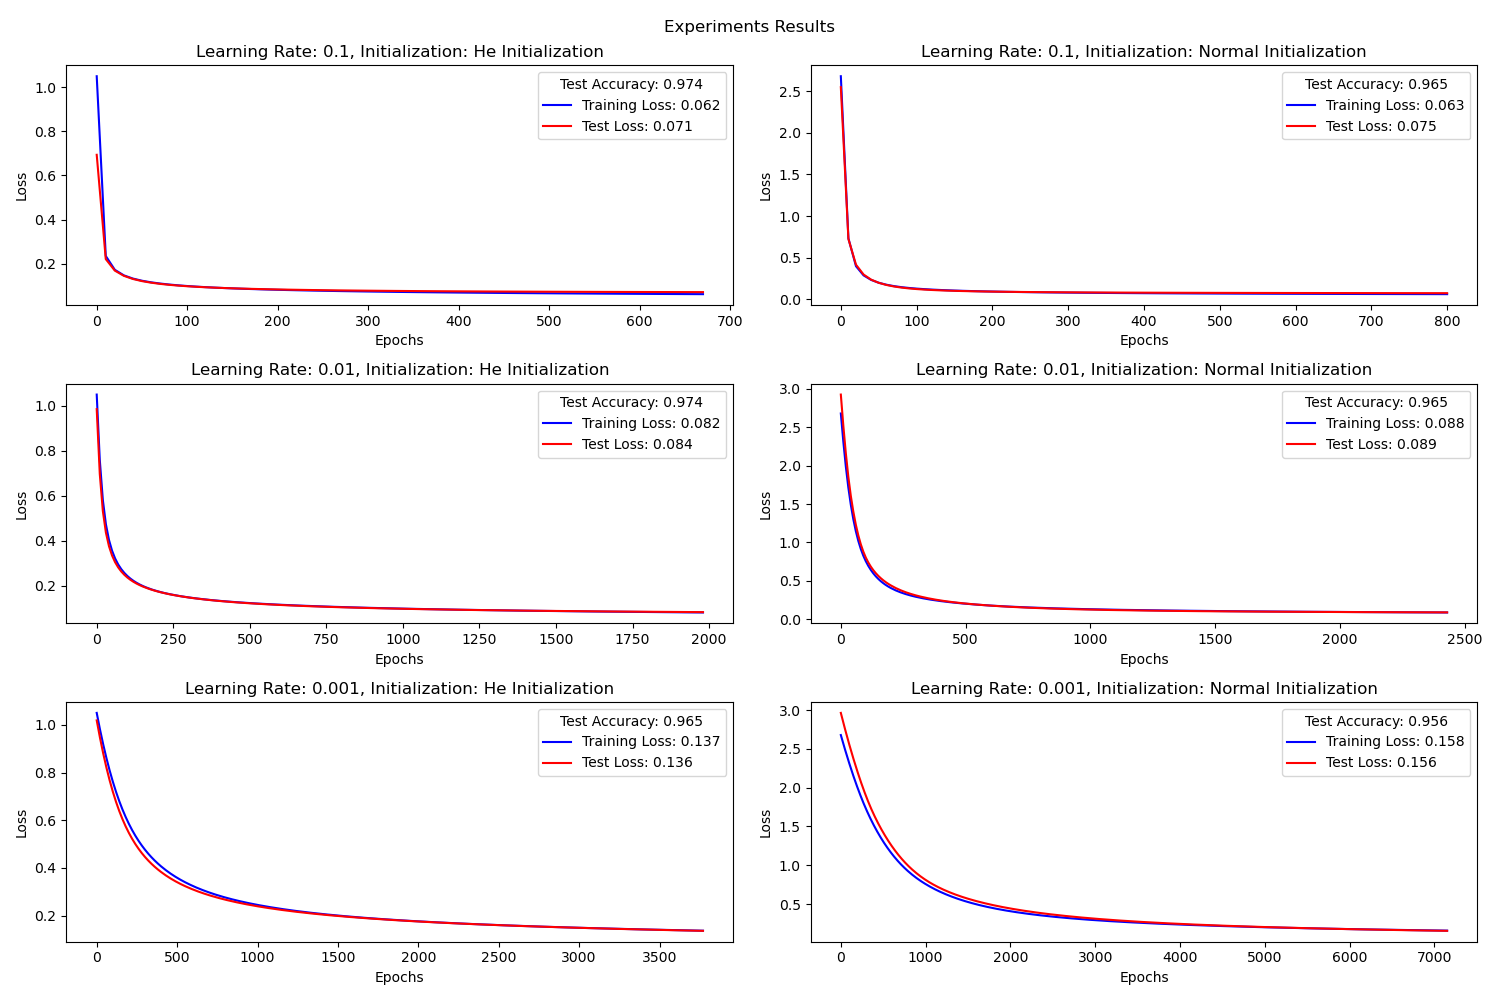 Experiments Results
Learning Rate: 0.1, Initialization: He Initialization
Test Accuracy: 0.974
Training Loss: 0.062
Test Loss: 0.071
1.0
0.8
0.6
0.4
0.2
Loss
0 100 200 300 400 500 600 700
Epochs
Learning Rate: 0.1, Initialization: Normal Initialization
Test Accuracy: 0.965
Training Loss: 0.063
Test Loss: 0.075
2.5
2.0
1.5
1.0
0.5
0.0
Loss
0 100 200 300 400 500 600 700 800
Epochs
Learning Rate: 0.01, Initialization: He Initialization
Test Accuracy: 0.974
Training Loss: 0.082
Test Loss: 0.084
1.0
0.8
0.6
0.4
0.2
Loss
0 250 500 750 1000 1250 1500 1750 2000
Epochs
Learning Rate: 0.01, Initialization: Normal Initialization
Test Accuracy: 0.965
Training Loss: 0.088
Test Loss: 0.089
3.0
2.5
2.0
1.5
1.0
0.5
0.0
Loss
0 500 1000 1500 2000 2500
Epochs
Learning Rate: 0.001, Initialization: He Initialization
Test Accuracy: 0.965
Training Loss: 0.137
Test Loss: 0.136
1.0
0.8
0.6
0.4
0.2
Loss
0 500 1000 1500 2000 2500 3000 3500
Epochs
Learning Rate: 0.001, Initialization: Normal Initialization
Test Accuracy: 0.956
Training Loss: 0.158
Test Loss: 0.156
3.0
2.5
2.0
1.5
1.0
0.5
Loss
0 1000 2000 3000 4000 5000 6000 7000
Epochs